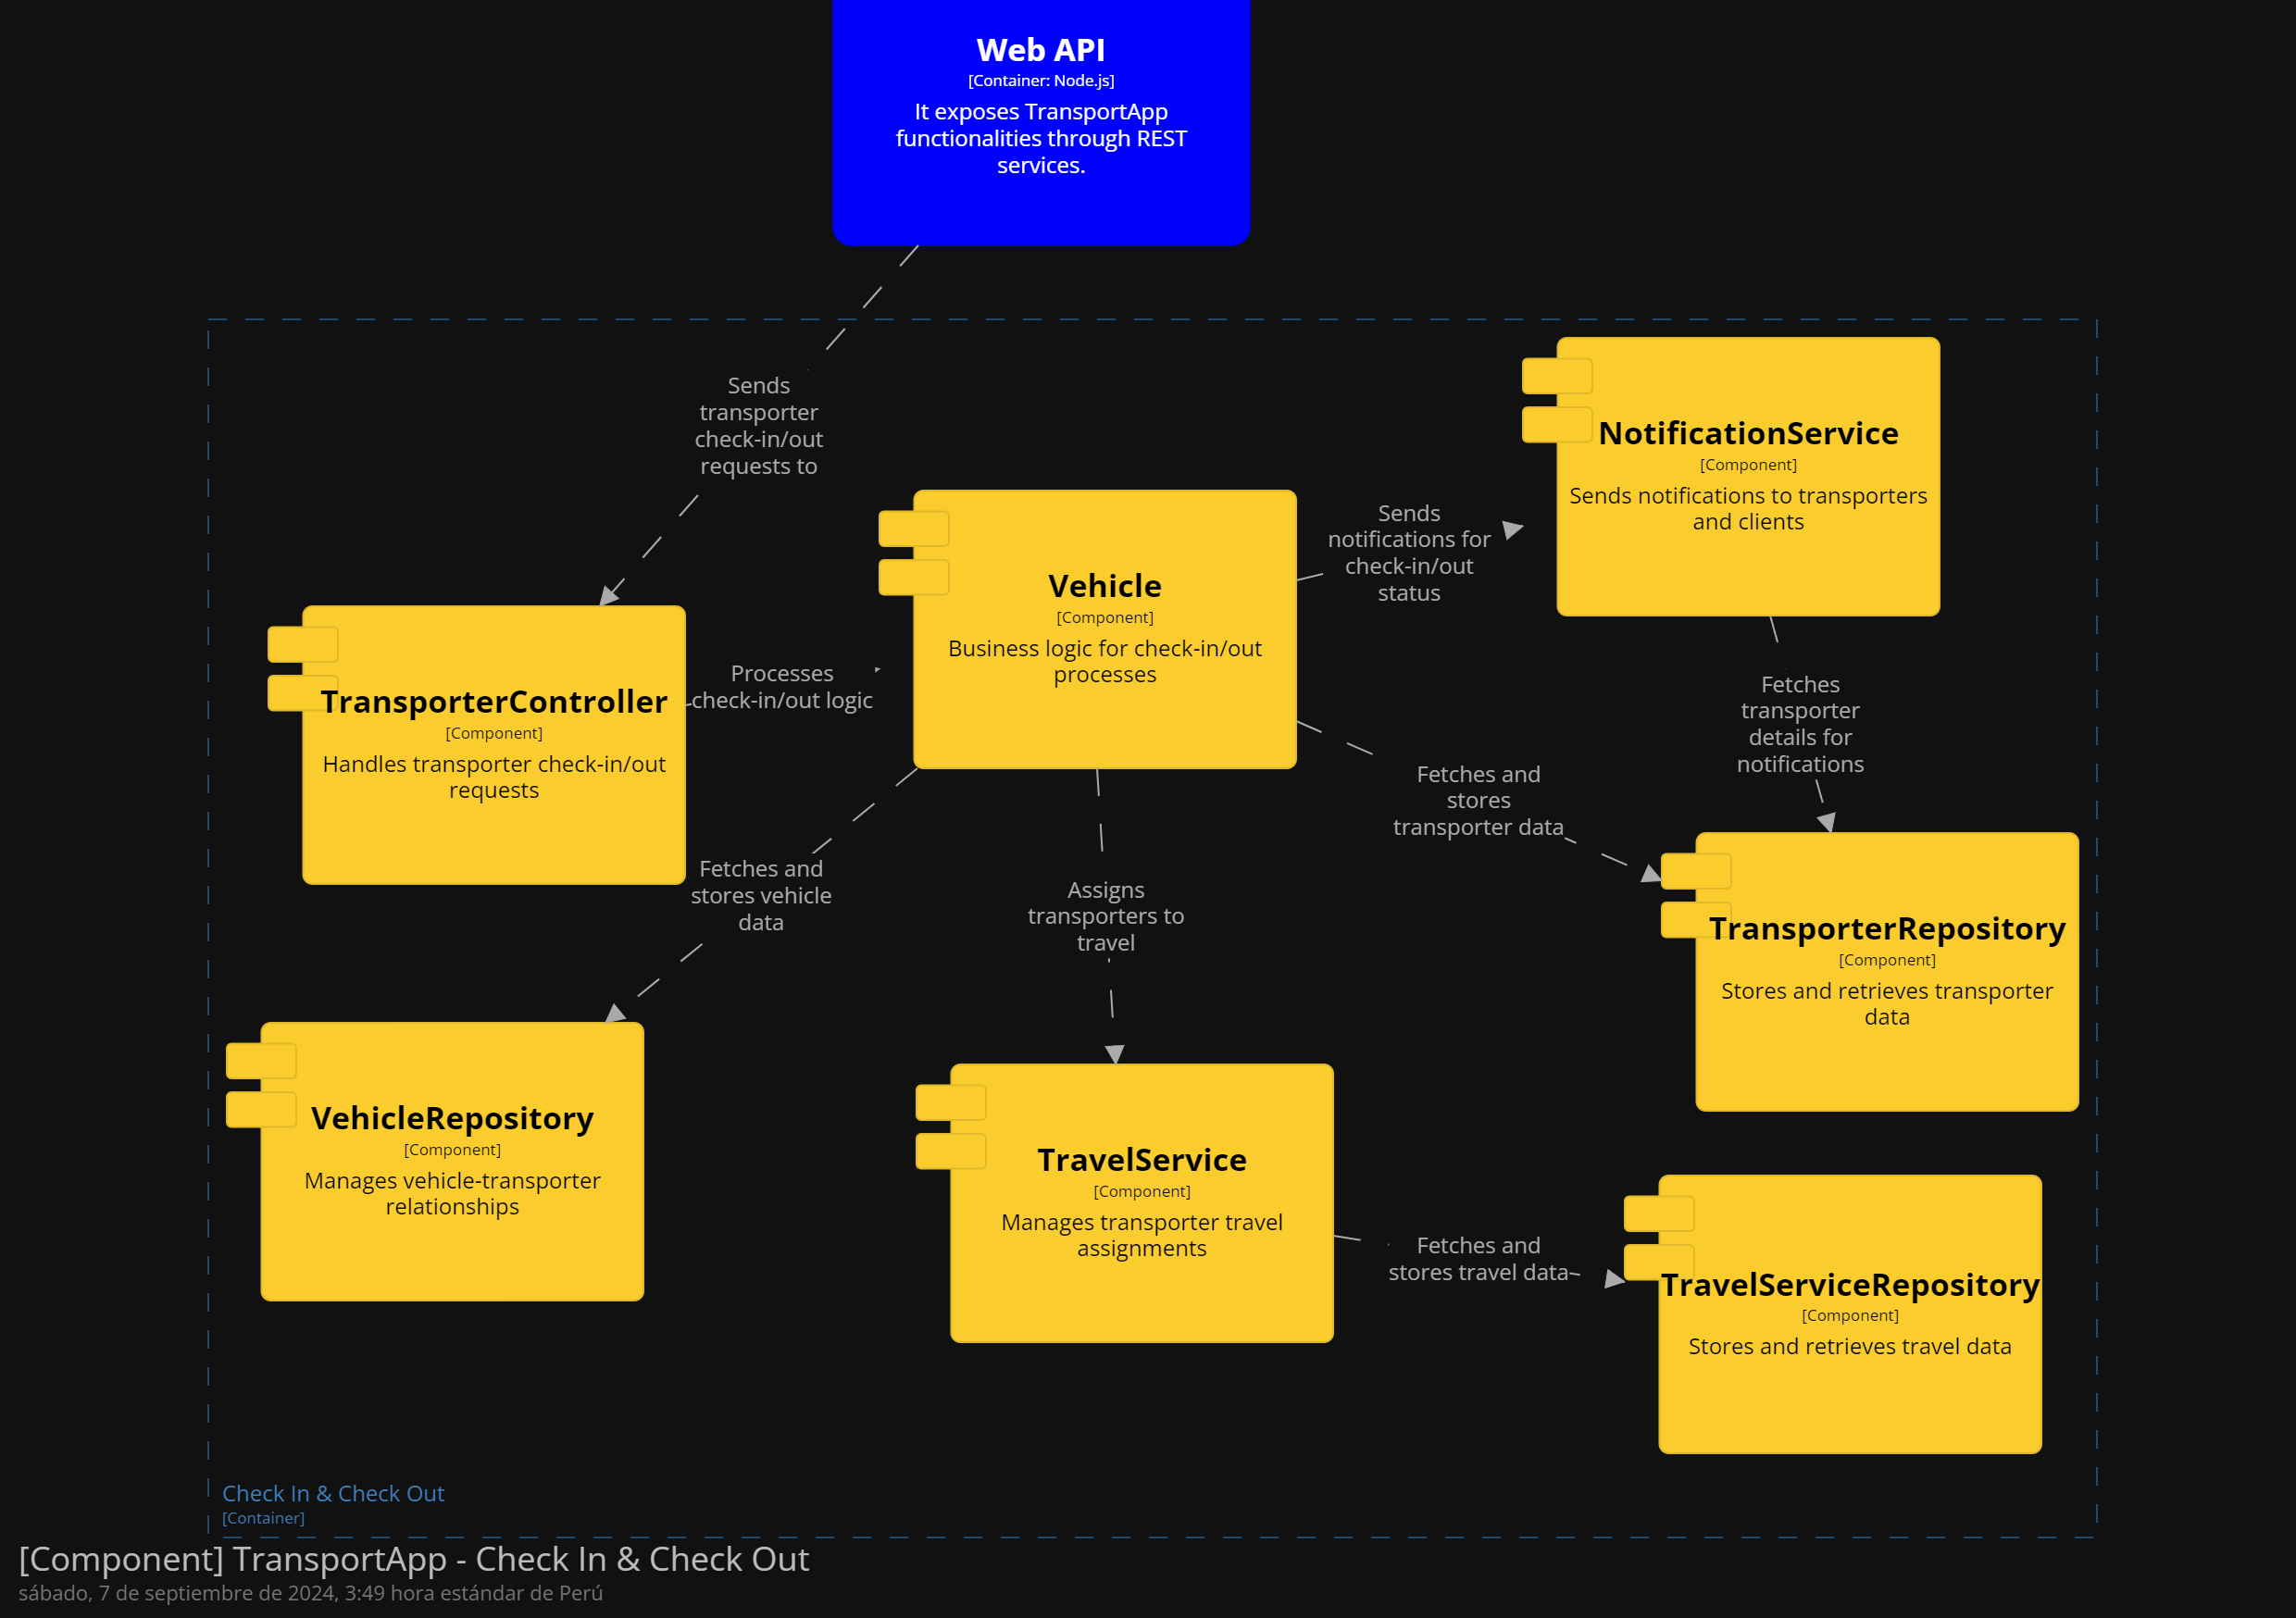 Web API
[Container: Node.js]
It exposes TransportApp
functionalities through REST
services.
Sends
transporter
check-in/out
requests to
NotificationService
[Component]
Sends notifications to transporters
and clients
Sends
notifications for
check-in/out
status
Vehicle
[Component]
Business logic for check-in/out
processes
TransporterController
[Component]
Handles transporter check-in/out
requests
Processes
check-in/out logic
Fetches
transporter
details for
notifications
Fetches and
stores
transporter data
Fetches and
stores vehicle
data
Assigns
transporters to
travel
TransporterRepository
[Component]
Stores and retrieves transporter
data
VehicleRepository
[Component]
Manages vehicle-transporter
relationships
TravelService
[Component]
Manages transporter travel
assignments
Fetches and
stores travel data
TravelServiceRepository
[Component]
Stores and retrieves travel data
Check In & Check Out
[Container]
[Component] TransportApp - Check In & Check Out
sábado, 7 de septiembre de 2024, 3:49 hora estándar de Perú